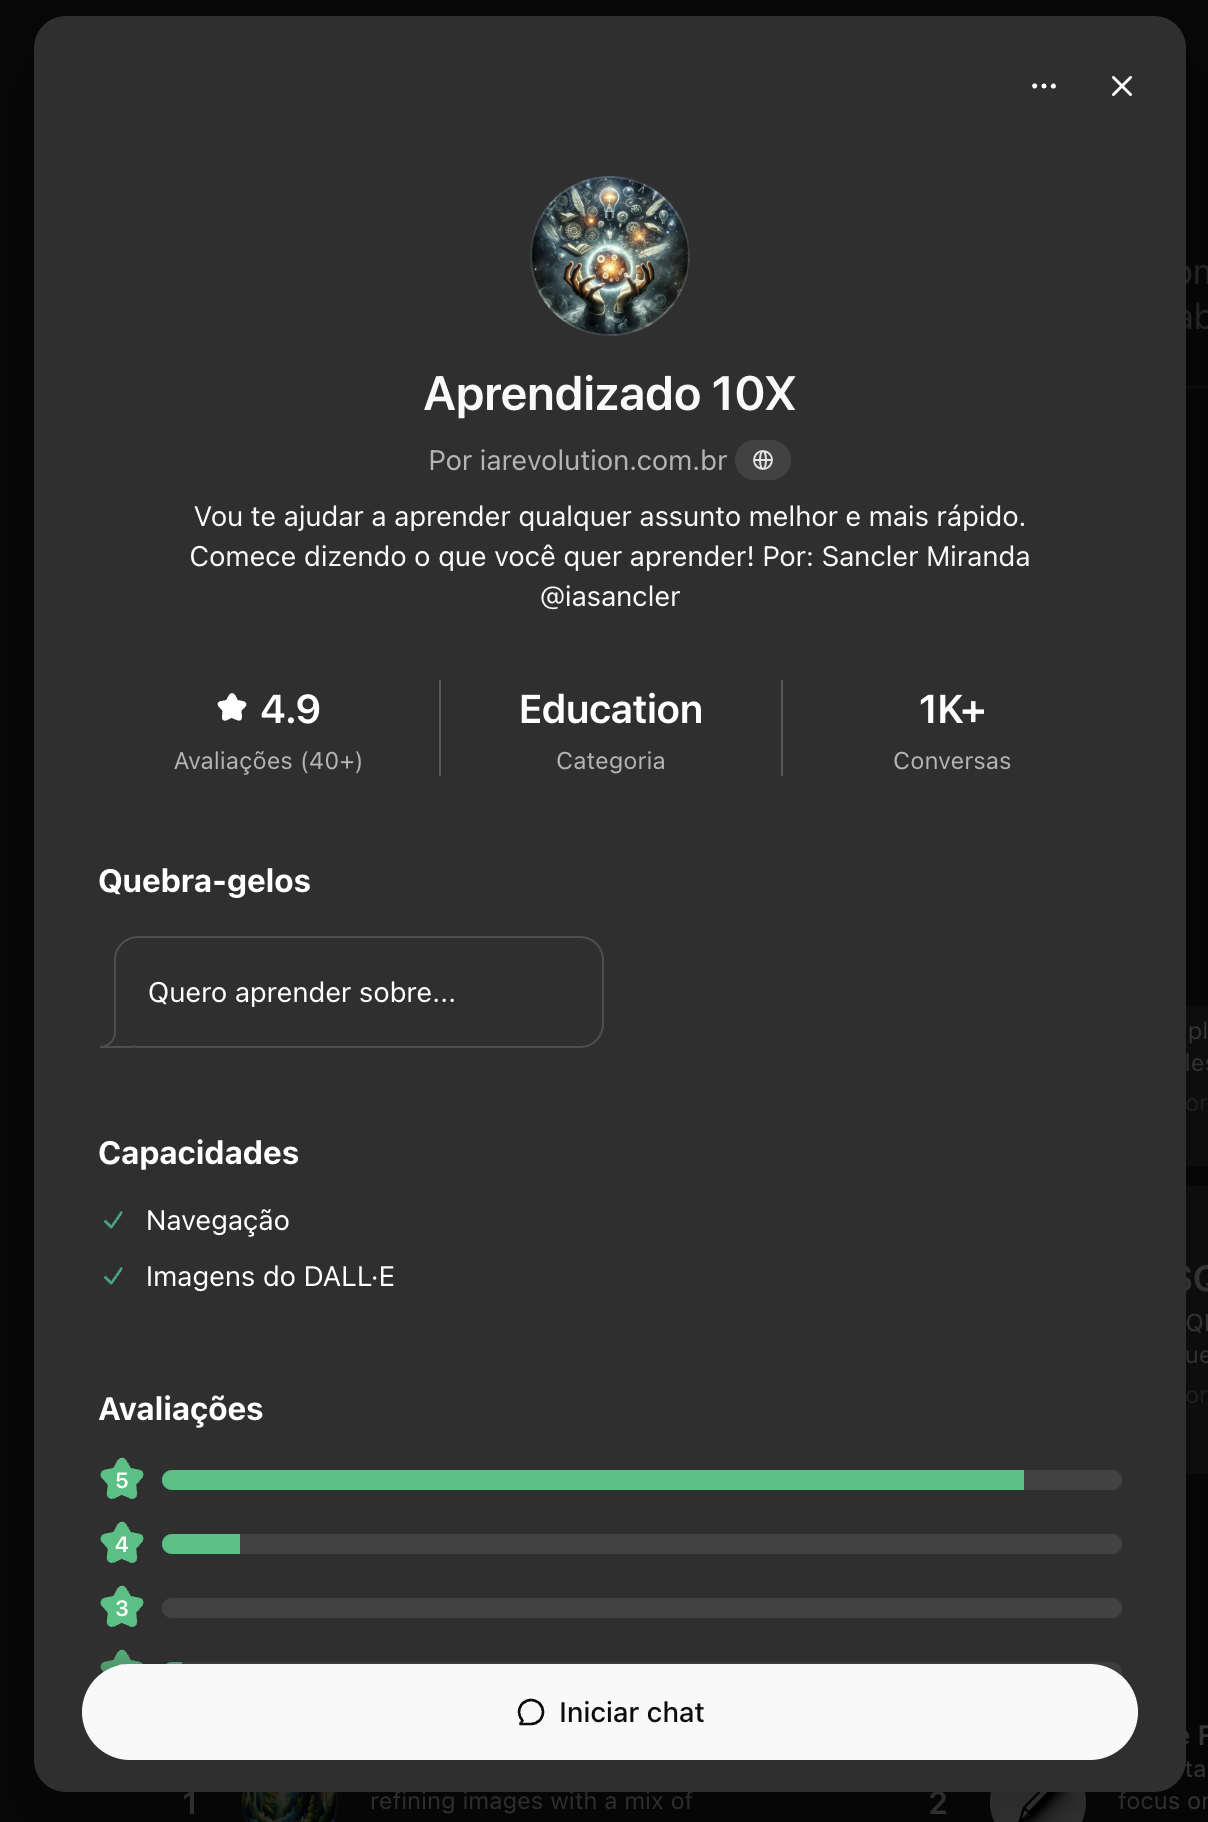 Aprendizado 10X
Por iarevolution.com.br
Vou te ajudar a aprender qualquer assunto melhor e mais rápido.
Comece dizendo o que você quer aprender! Por: Sancler Miranda
@iasancler
4.9
Avaliações (40+)
Education
Categoria
1K+
Conversas
Quebra-gelos
Quero aprender sobre...
Capacidades
Navegação
Imagens do DALL·E
Avaliações
5
4
3
Iniciar chat
1
refining images with a mix of
2
focus